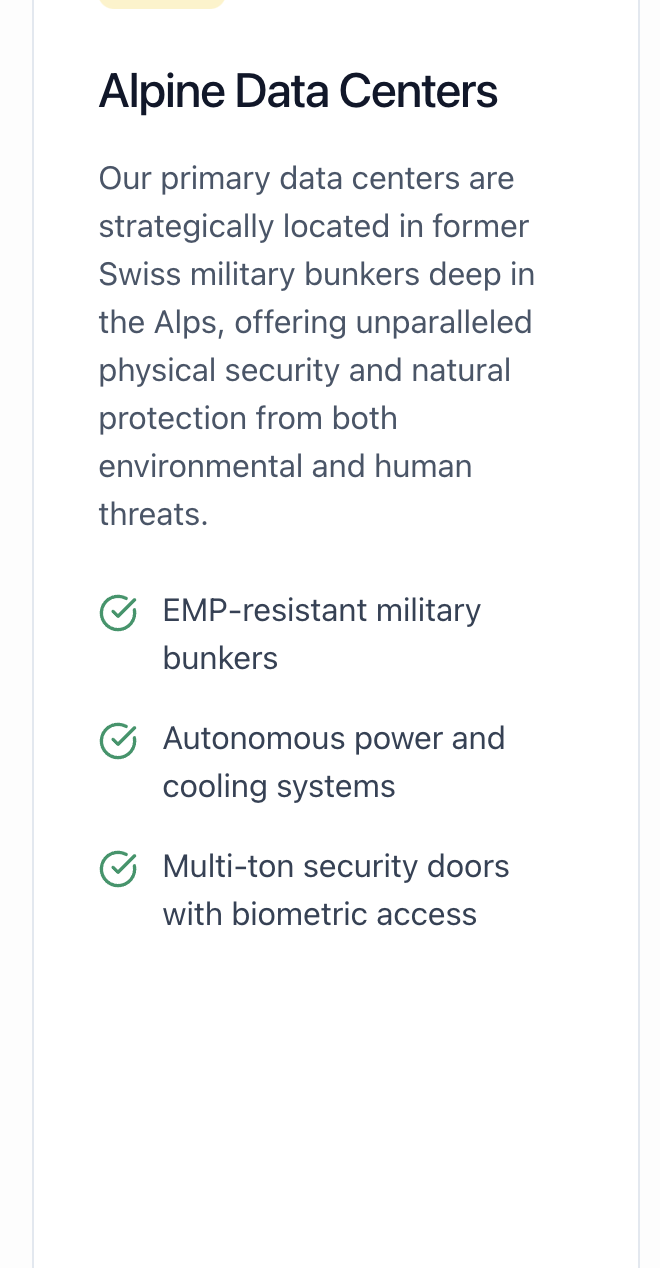 Alpine Data Centers
Our primary data centers are
strategically located in former
Swiss military bunkers deep in
the Alps, offering unparalleled
physical security and natural
protection from both
environmental and human
threats.
EMP-resistant military
bunkers
Autonomous power and
cooling systems
Multi-ton security doors
with biometric access